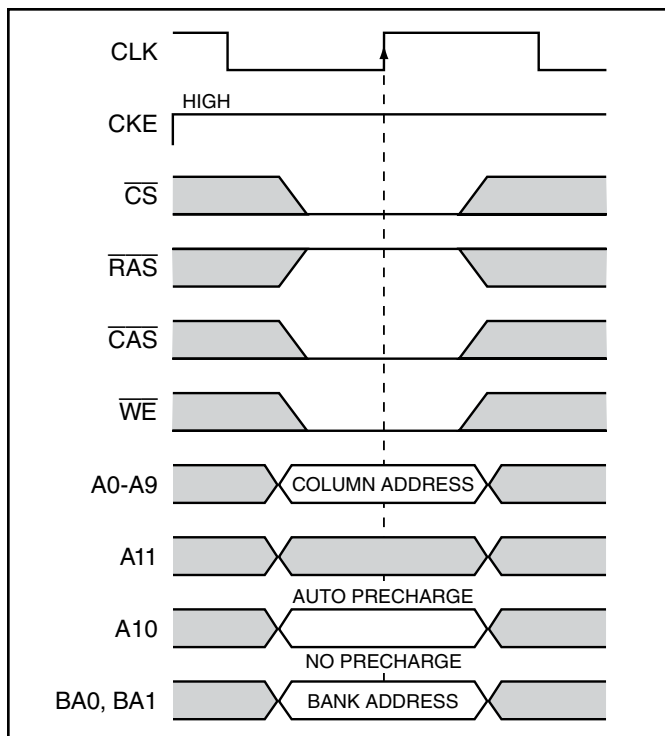 CLK
HIGH
CKE
CS
RAS
CAS
WE
A0-A9 COLUMN ADDRESS
A11
AUTO PRECHARGE
A10
NO PRECHARGE
BA0, BA1 BANK ADDRESS